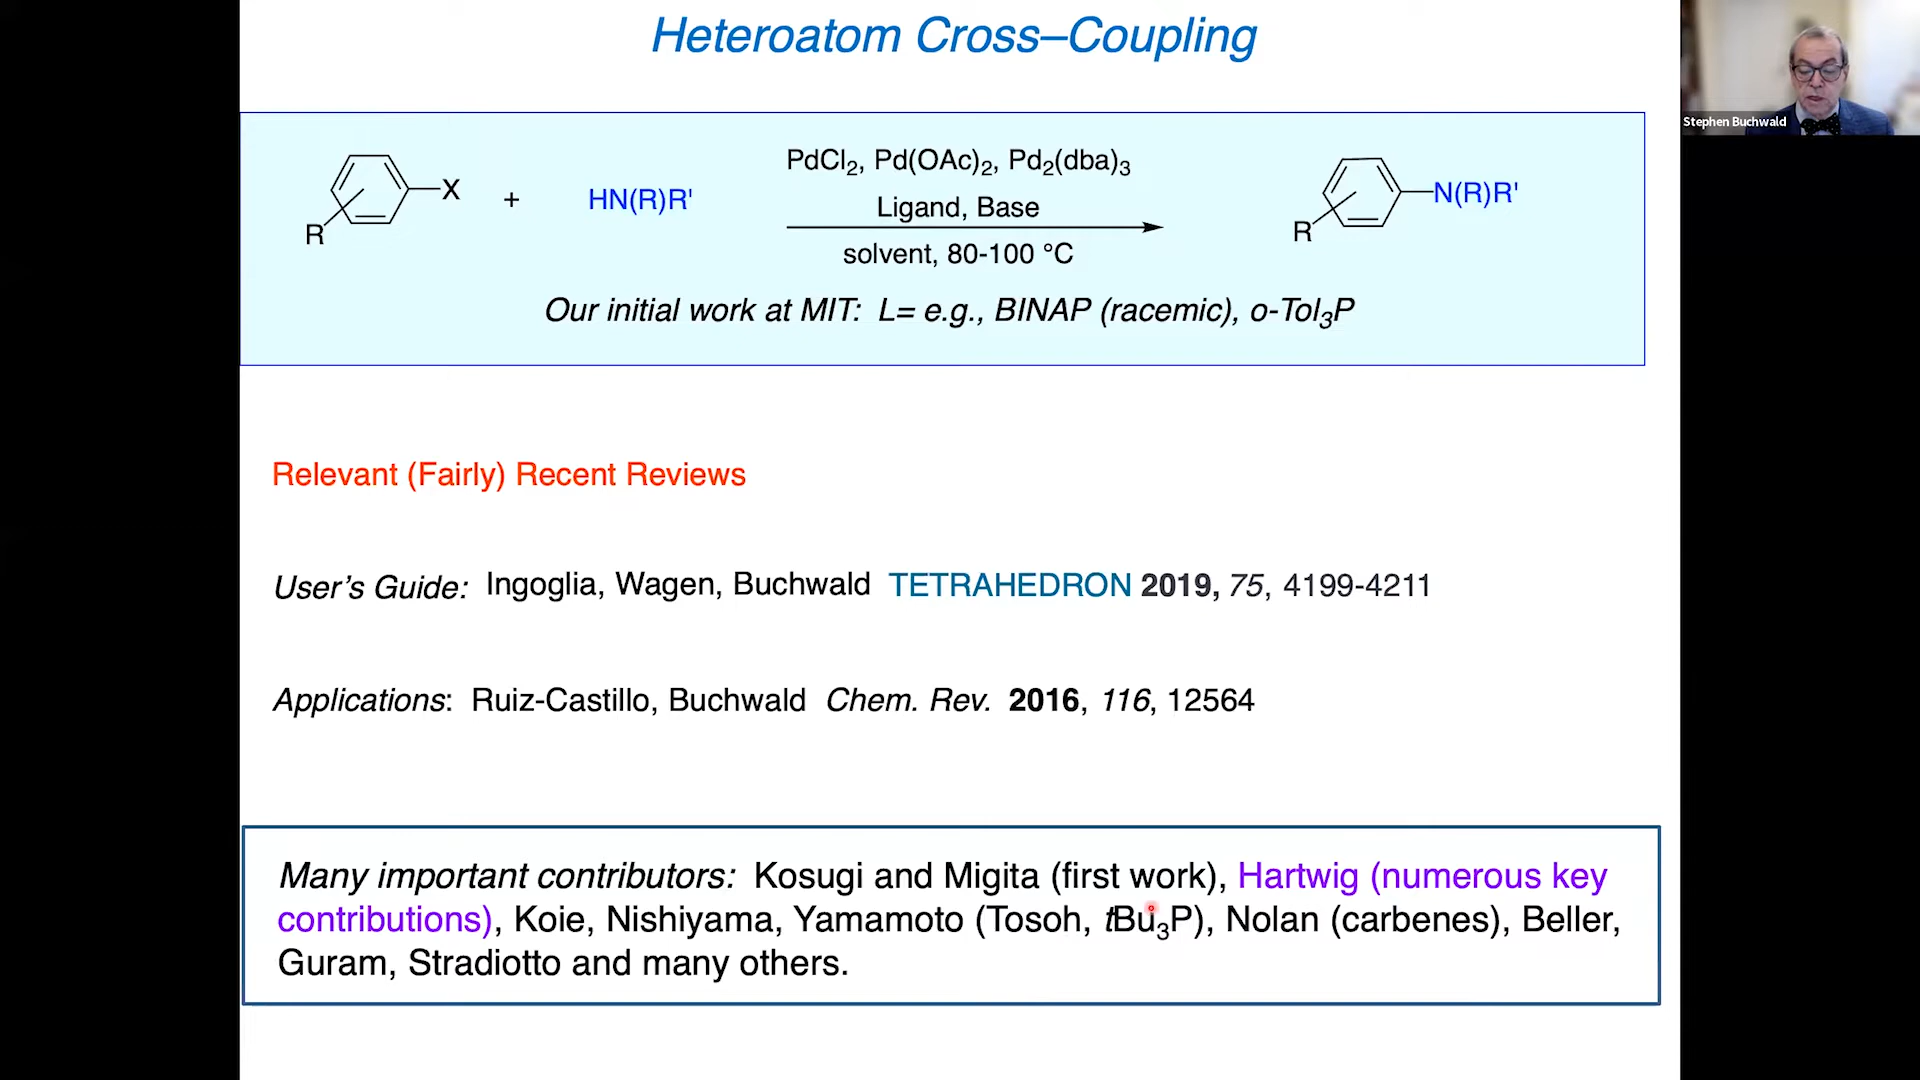 Heteroatom Cross–Coupling
Stephen Buchwald
PdCl2, Pd(OAc)2, Pd2(dba)3
X + HN(R)R' Ligand, Base N(R)R'
R solvent, 80-100 °C R
Our initial work at MIT: L= e.g., BINAP (racemic), o-Tol3P
Relevant (Fairly) Recent Reviews
User’s Guide: Ingoglia, Wagen, Buchwald TETRAHEDRON 2019, 75, 4199-4211
Applications: Ruiz-Castillo, Buchwald Chem. Rev. 2016, 116, 12564
Many important contributors: Kosugi and Migita (first work), Hartwig (numerous key
contributions), Koie, Nishiyama, Yamamoto (Tosoh, tBu3P), Nolan (carbenes), Beller,
Guram, Stradiotto and many others.